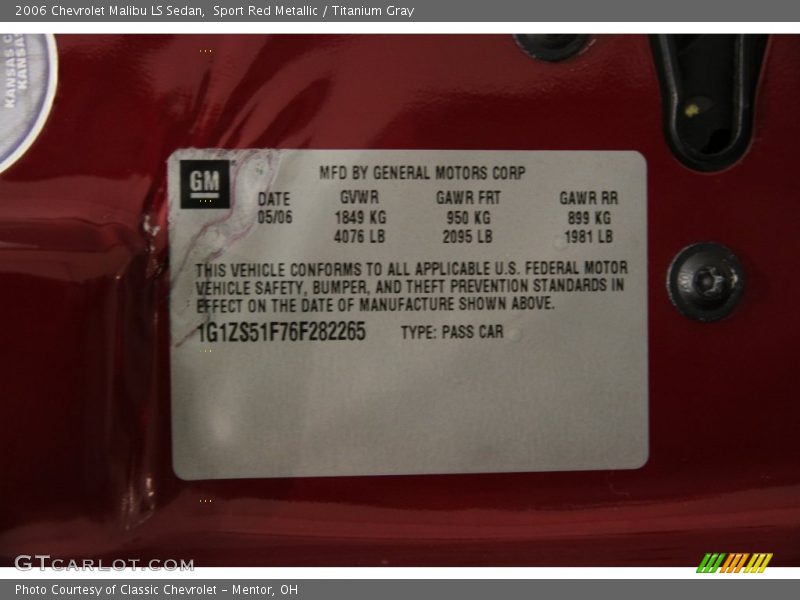 2006 Chevrolet Malibu LS Sedan, Sport Red Metallic / Titanium Gray
KANSAS C
KANSAS
GM
MFD BY GENERAL MOTORS CORP
DATE GVWR GAWR FRT GAWR RR
05/06 1849 KG 950 KG 899 KG
4076 LB 2095 LB 1981 LB
THIS VEHICLE CONFORMS TO ALL APPLICABLE U.S. FEDERAL MOTOR
VEHICLE SAFETY, BUMPER, AND THEFT PREVENTION STANDARDS IN
EFFECT ON THE DATE OF MANUFACTURE SHOWN ABOVE.
1G1ZS51F76F282265 TYPE: PASS CAR
GTCARLOT.COM
Photo Courtesy of Classic Chevrolet - Mentor, OH